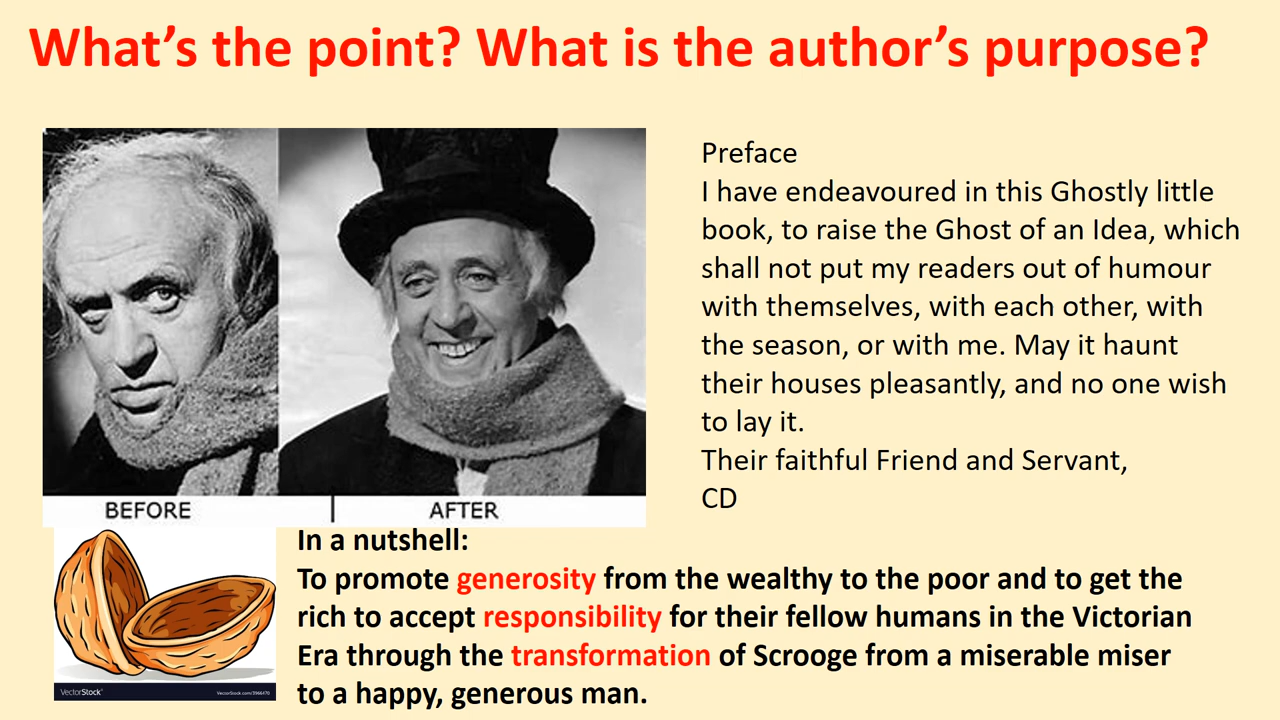 What’s the point? What is the author’s purpose?
Preface
I have endeavoured in this Ghostly little
book, to raise the Ghost of an Idea, which
shall not put my readers out of humour
with themselves, with each other, with
the season, or with me. May it haunt
their houses pleasantly, and no one wish
to lay it.
Their faithful Friend and Servant,
CD
BEFORE
AFTER
In a nutshell:
To promote generosity from the wealthy to the poor and to get the
rich to accept responsibility for their fellow humans in the Victorian
Era through the transformation of Scrooge from a miserable miser
to a happy, generous man.
VectorStock®